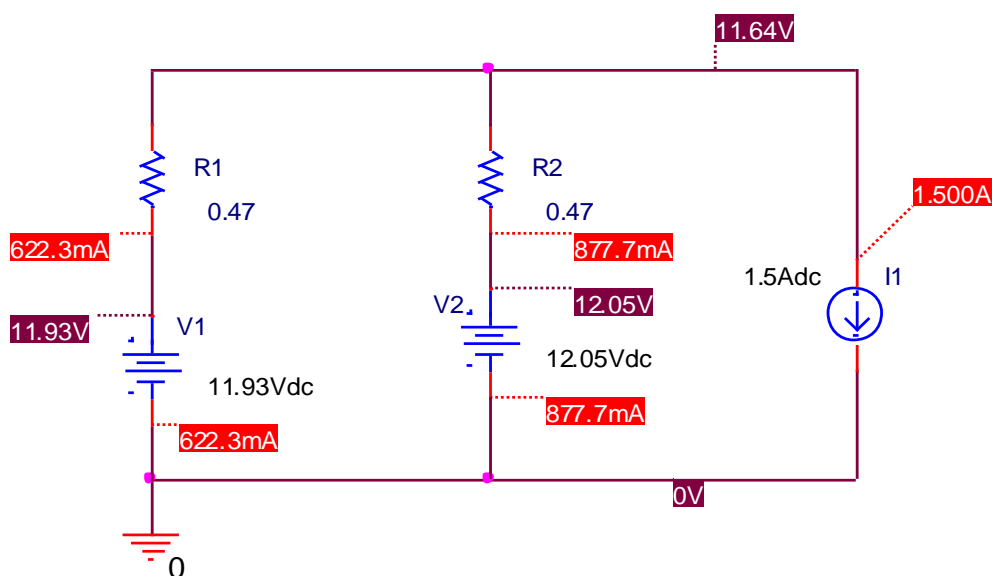 11.64V
R1
0.47
R2
0.47
1.500A
622.3mA
877.7mA
1.5Adc
I1
11.93V
V1
V2
12.05V
11.93Vdc
12.05Vdc
622.3mA
877.7mA
0V
0